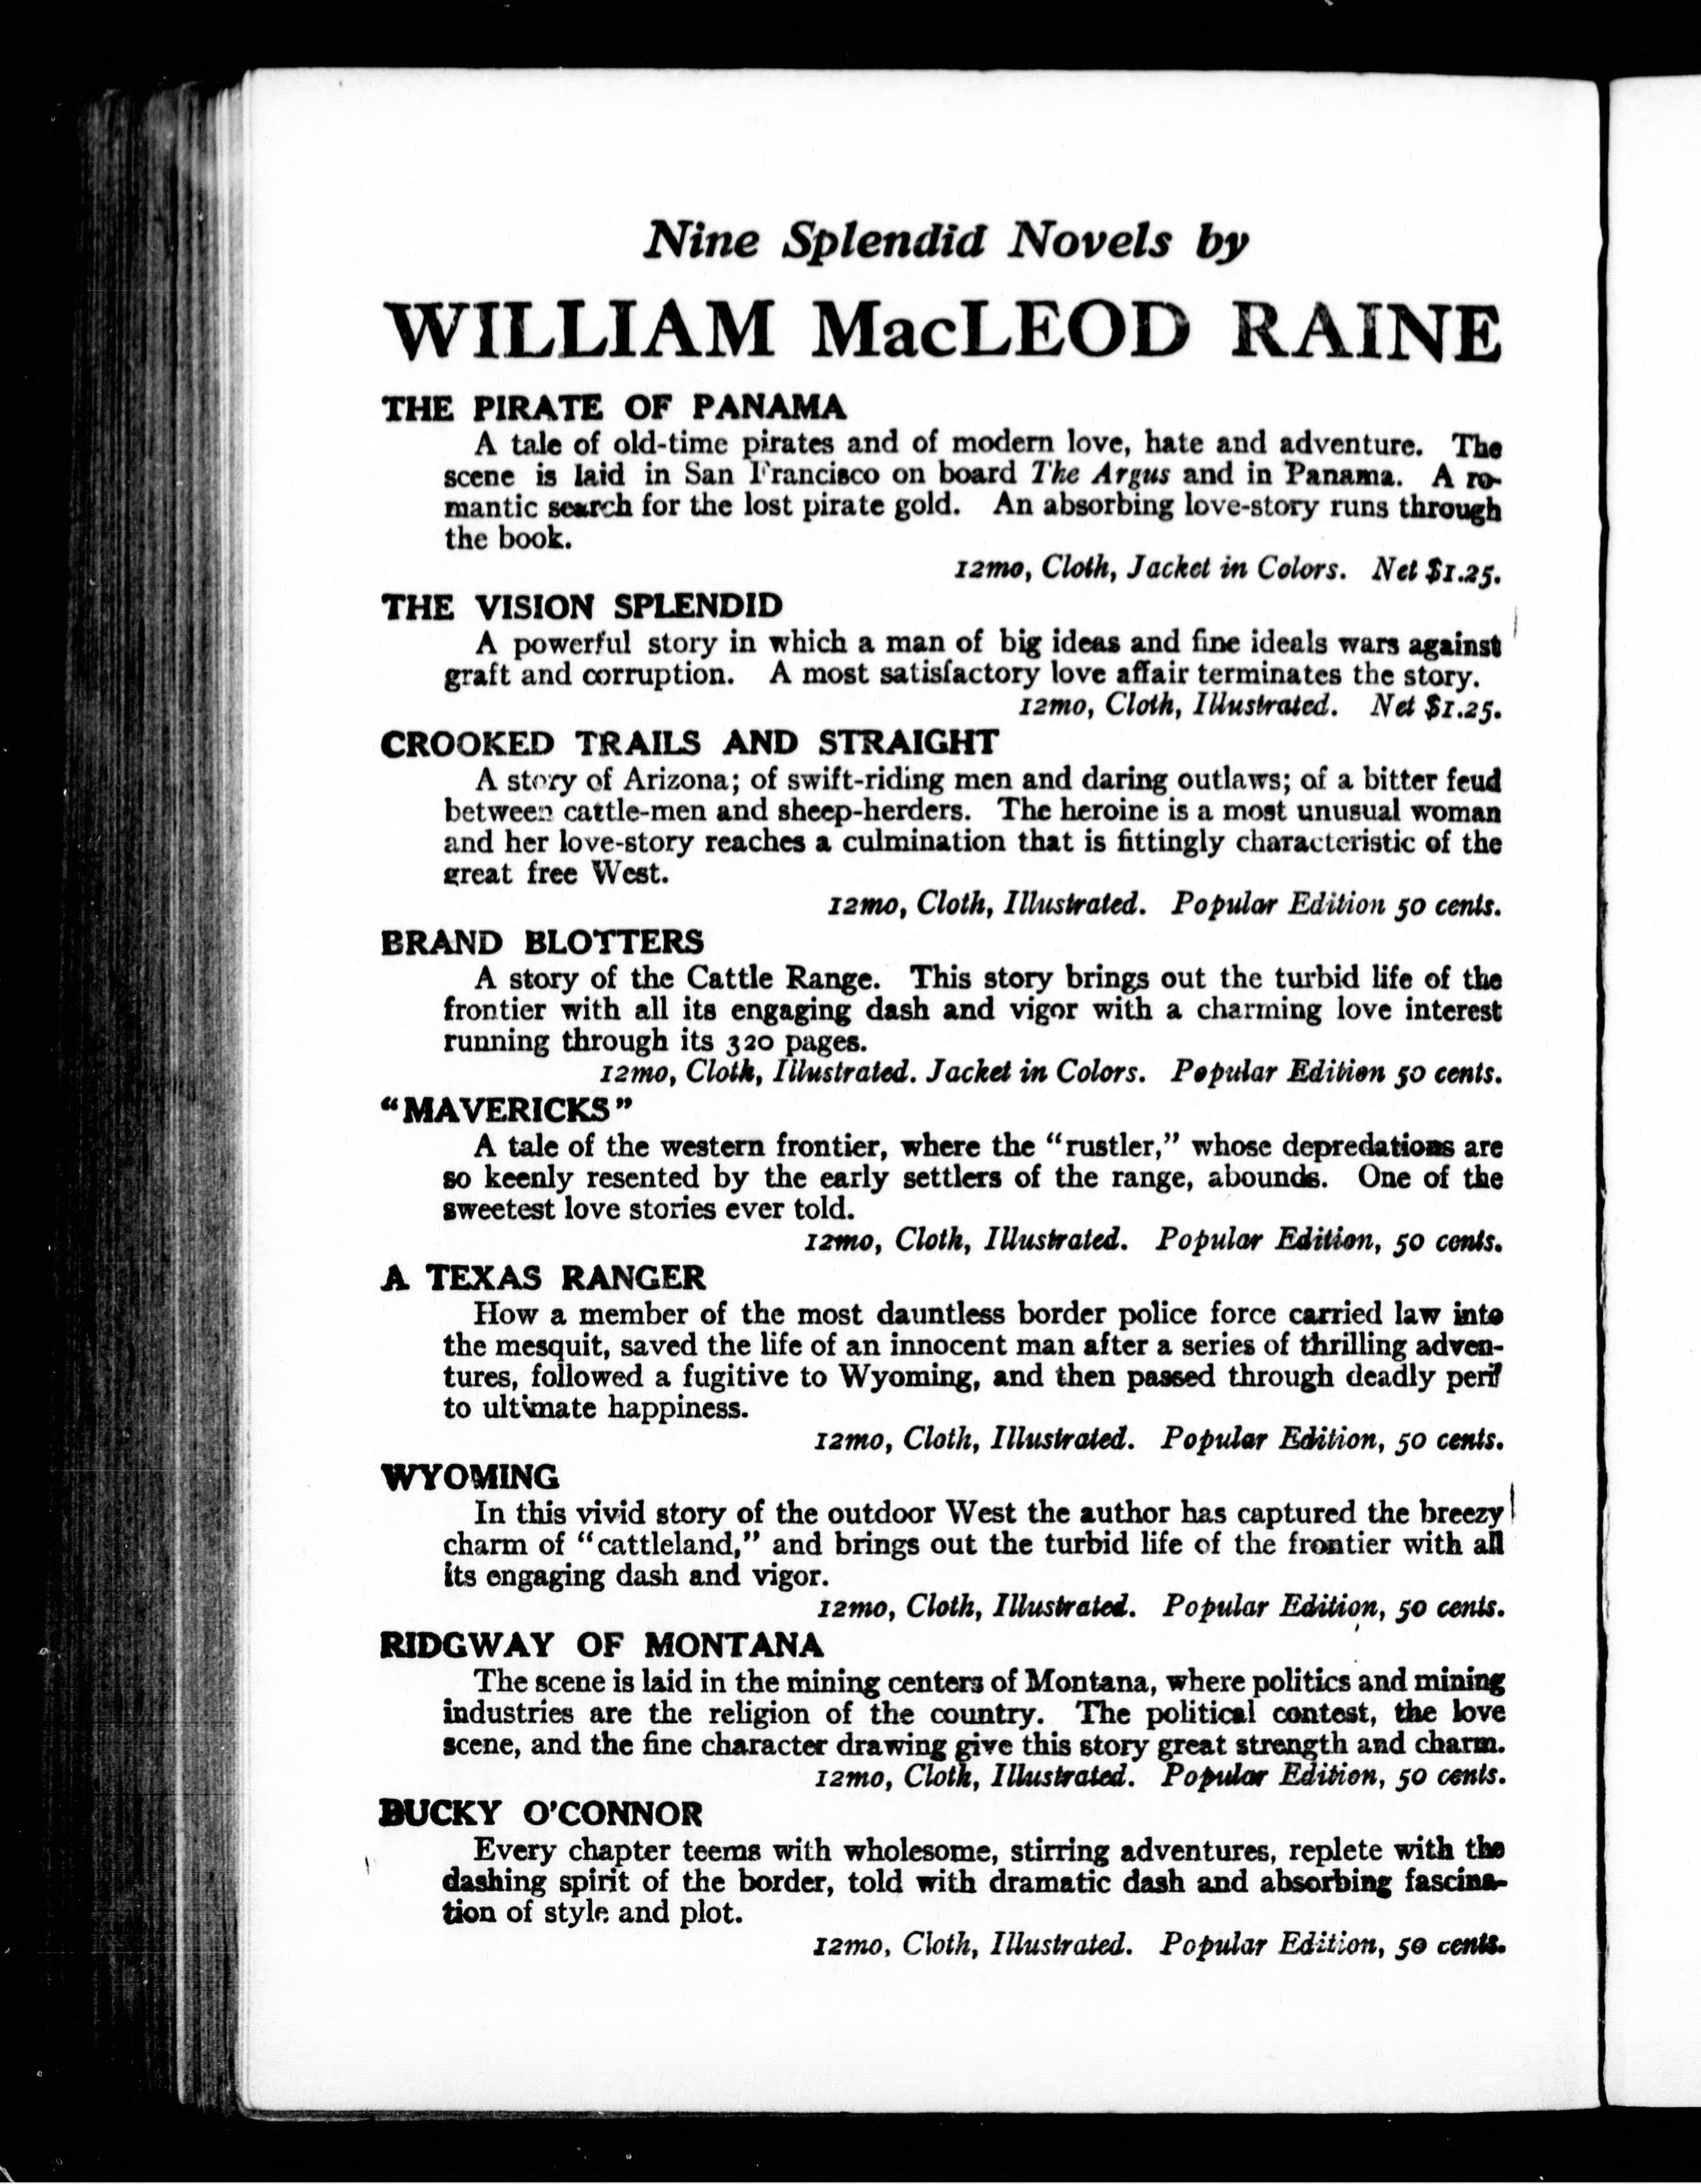 Nine Splendid Novels by
WILLIAM MacLEOD RAINE
THE PIRATE OF PANAMA
A tale of old-time pirates and of modern love, hate and adventure. The
scene is laid in San Francisco on board The Argus and in Panama. A ro-
mantic search for the lost pirate gold. An absorbing love-story runs through
the book.
12mo, Cloth, Jacket in Colors. Net $1.25.
THE VISION SPLENDID
A powerful story in which a man of big ideas and fine ideals wars against
graft and corruption. A most satisfactory love affair terminates the story.
12mo, Cloth, Illustrated. Net $1.25.
CROOKED TRAILS AND STRAIGHT
A story of Arizona; of swift-riding men and daring outlaws; of a bitter feud
between cattle-men and sheep-herders. The heroine is a most unusual woman
and her love-story reaches a culmination that is fittingly characteristic of the
great free West.
12mo, Cloth, Illustrated. Popular Edition 50 cents.
BRAND BLOTTERS
A story of the Cattle Range. This story brings out the turbid life of the
frontier with all its engaging dash and vigor with a charming love interest
running through its 320 pages.
12mo, Cloth, Illustrated. Jacket in Colors. Popular Edition 50 cents.
"MAVERICKS"
A tale of the western frontier, where the "rustler," whose depredations are
so keenly resented by the early settlers of the range, abounds. One of the
sweetest love stories ever told.
12mo, Cloth, Illustrated. Popular Edition, 50 cents.
A TEXAS RANGER
How a member of the most dauntless border police force carried law into
the mesquit, saved the life of an innocent man after a series of thrilling adven-
tures, followed a fugitive to Wyoming, and then passed through deadly peril
to ultimate happiness.
12mo, Cloth, Illustrated. Popular Edition, 50 cents.
WYOMING
In this vivid story of the outdoor West the author has captured the breezy
charm of "cattleland," and brings out the turbid life of the frontier with all
its engaging dash and vigor.
12mo, Cloth, Illustrated. Popular Edition, 50 cents.
RIDGWAY OF MONTANA
The scene is laid in the mining centers of Montana, where politics and mining
industries are the religion of the country. The political contest, the love
scene, and the fine character drawing give this story great strength and charm.
12mo, Cloth, Illustrated. Popular Edition, 50 cents.
BUCKY O'CONNOR
Every chapter teems with wholesome, stirring adventures, replete with the
dashing spirit of the border, told with dramatic dash and absorbing fascina-
tion of style and plot.
12mo, Cloth, Illustrated. Popular Edition, 50 cents.